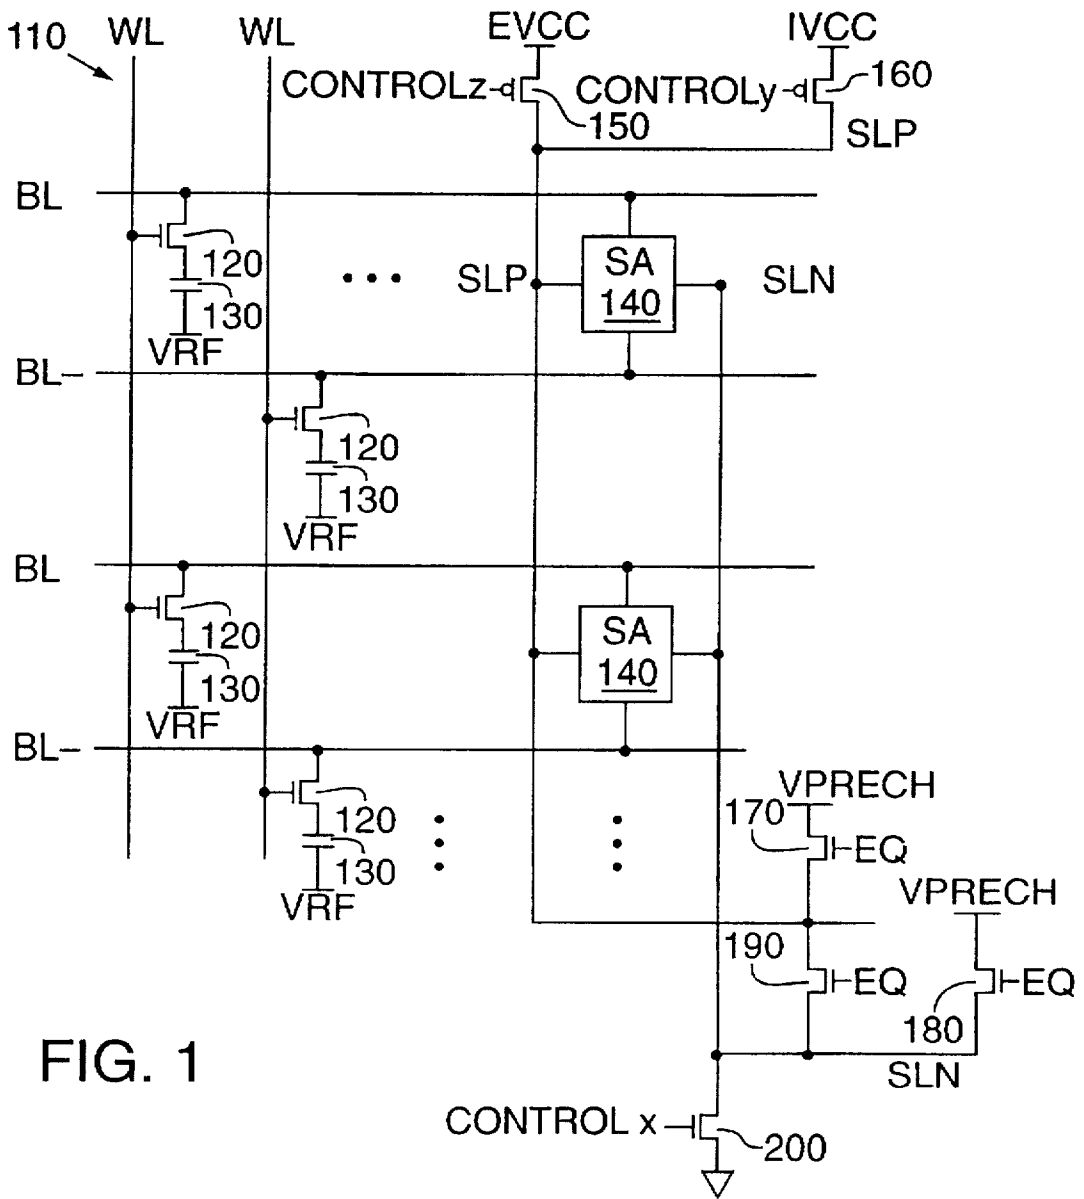 110
WL
WL
EVCC
IVCC
CONTROLz
150
CONTROLy
160
SLP
BL
120
130
VRF
SLP
SA
140
SLN
BL–
120
130
VRF
BL
120
130
VRF
SA
140
BL–
120
130
VRF
VPRECH
170
EQ
VPRECH
190
EQ
180
EQ
SLN
FIG. 1
CONTROL x
200